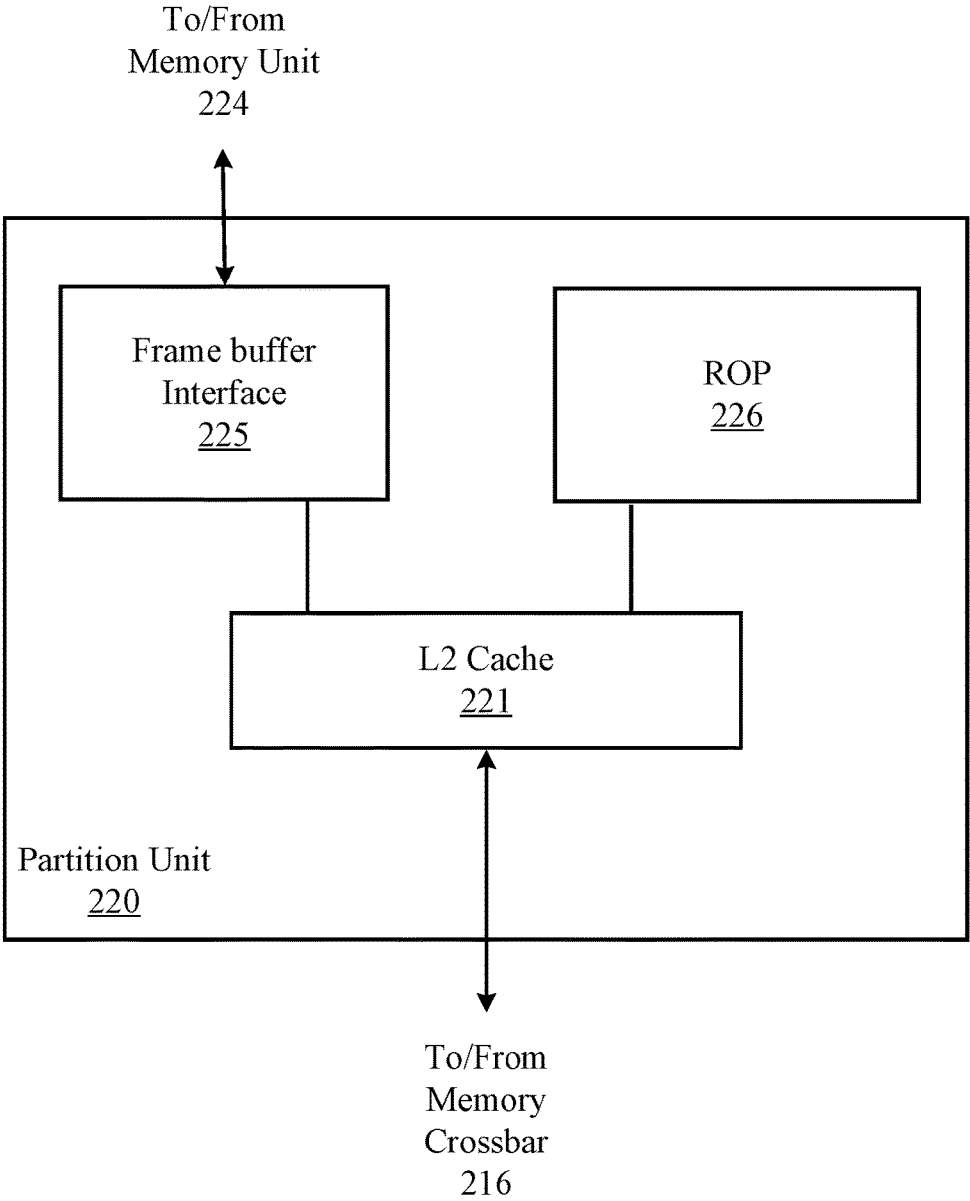 To/From
Memory Unit
224
Frame buffer
Interface
225
ROP
226
L2 Cache
221
Partition Unit
220
To/From
Memory
Crossbar
216